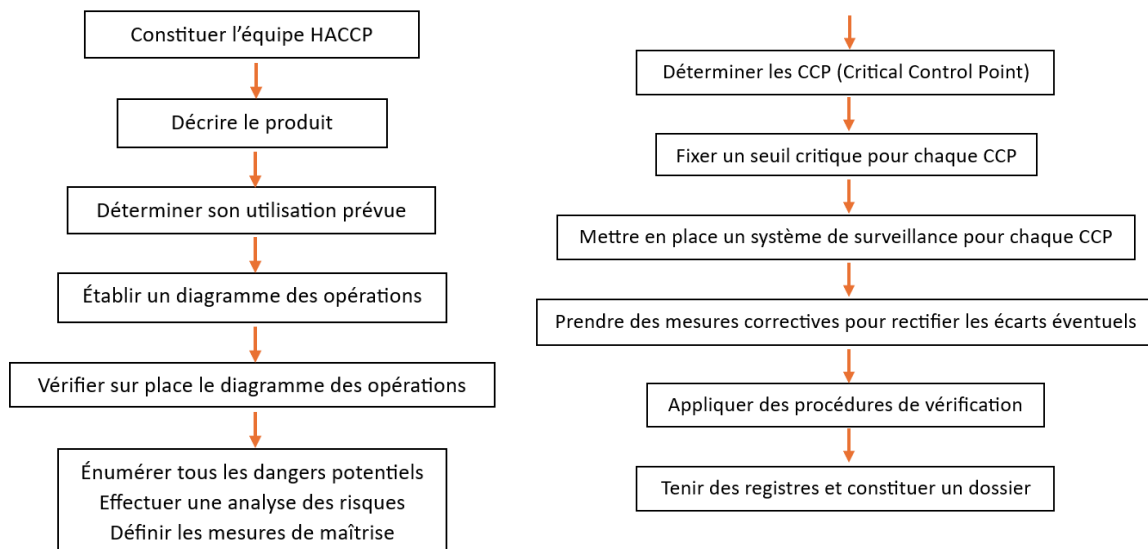 Constituer l’équipe HACCP
Décrire le produit
Déterminer son utilisation prévue
Établir un diagramme des opérations
Vérifier sur place le diagramme des opérations
Énumérer tous les dangers potentiels
Effectuer une analyse des risques
Définir les mesures de maîtrise
Déterminer les CCP (Critical Control Point)
Fixer un seuil critique pour chaque CCP
Mettre en place un système de surveillance pour chaque CCP
Prendre des mesures correctives pour rectifier les écarts éventuels
Appliquer des procédures de vérification
Tenir des registres et constituer un dossier